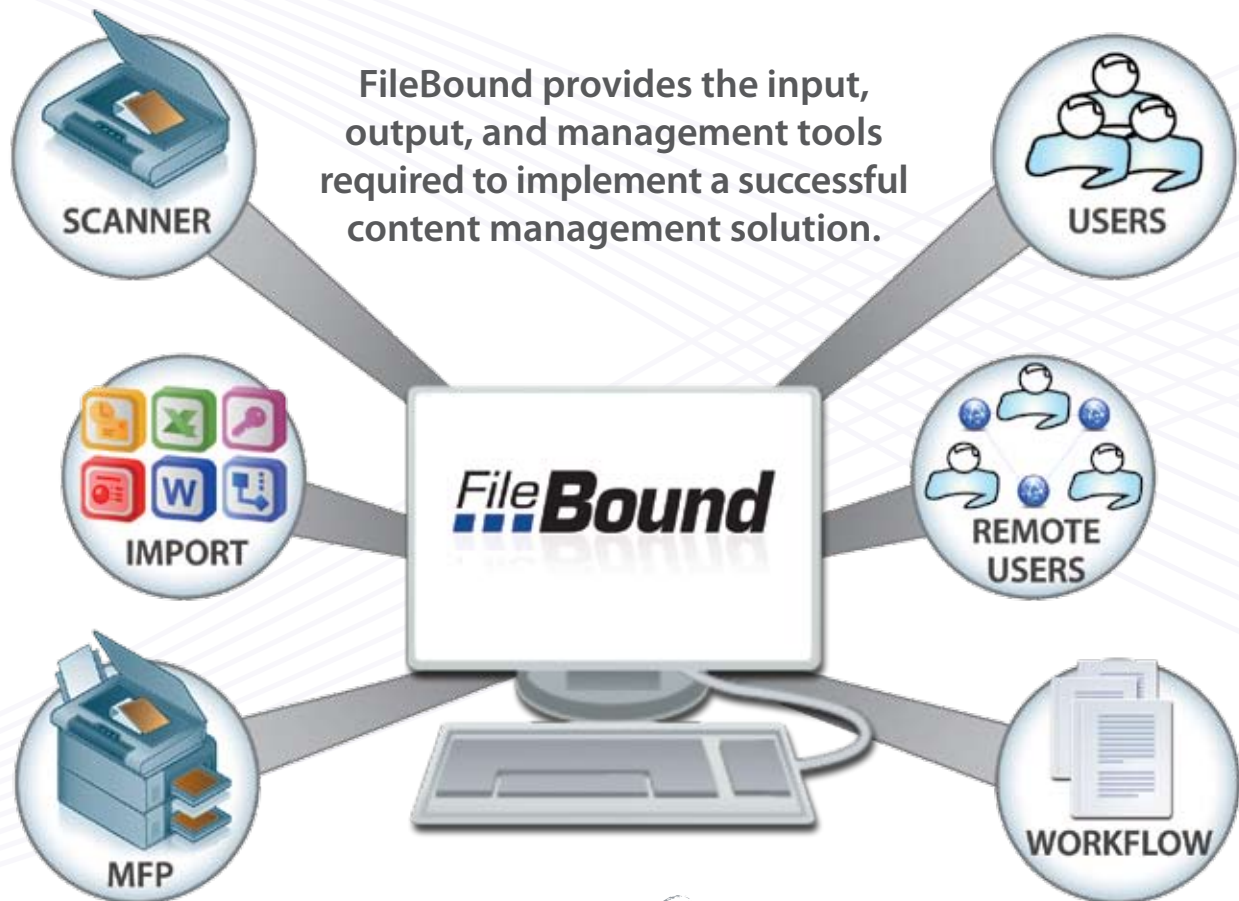 FileBound provides the input,
output, and management tools
required to implement a successful
content management solution.
SCANNER
USERS
IMPORT
W
FileBound
REMOTE
USERS
MFP
WORKFLOW